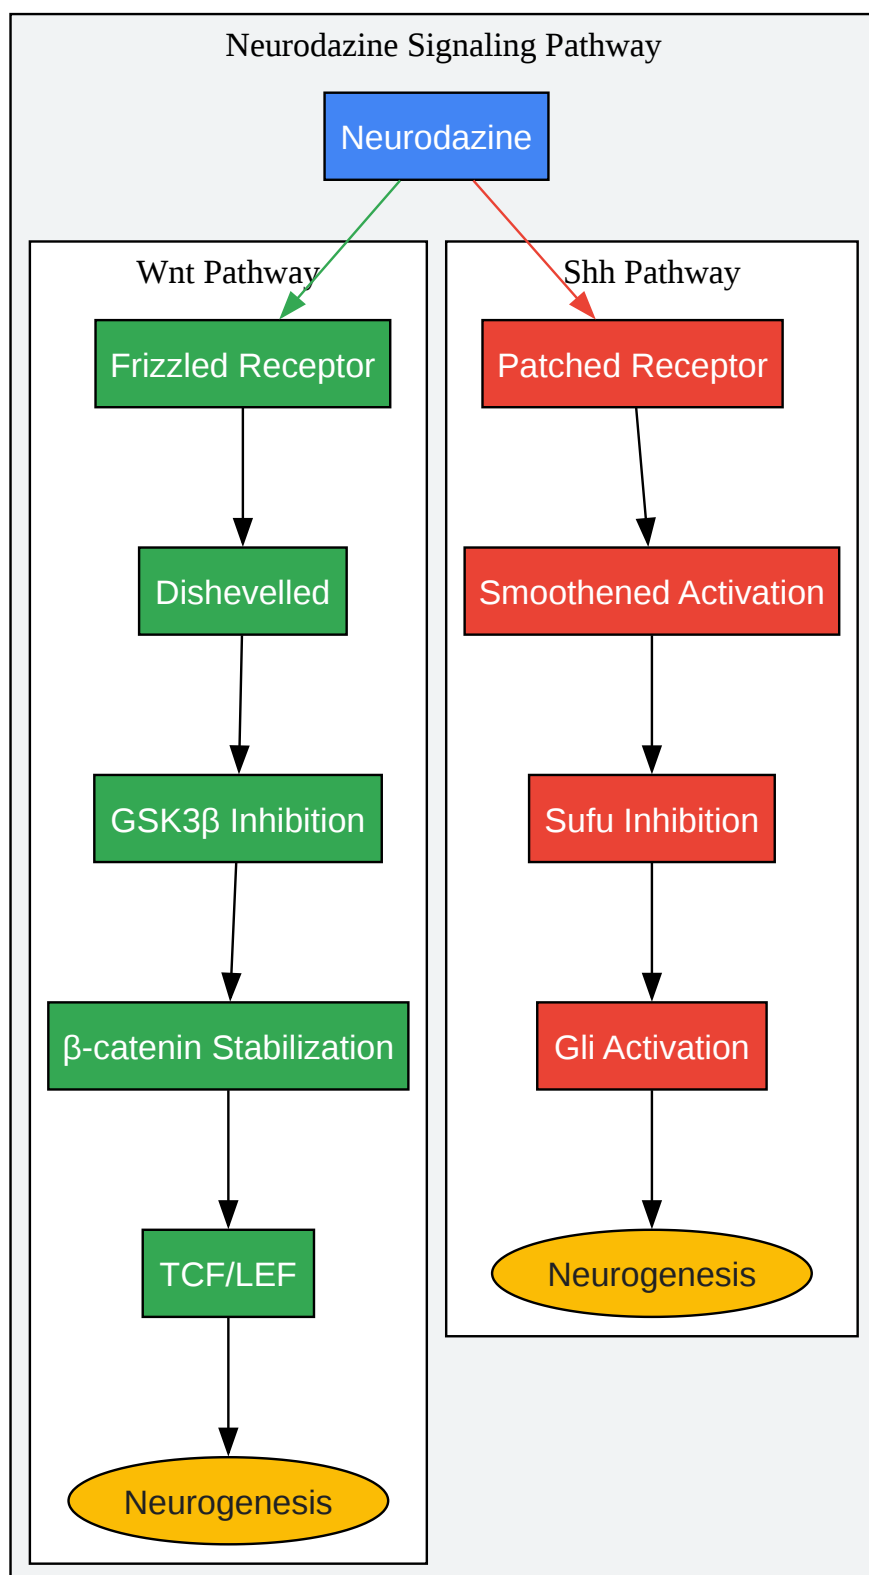 Neurodazine Signaling Pathway
Neurodazine
Wnt Pathway
Frizzled Receptor
Dishevelled
GSK3β Inhibition
β-catenin Stabilization
TCF/LEF
Neurogenesis
Shh Pathway
Patched Receptor
Smoothened Activation
Sufu Inhibition
Gli Activation
Neurogenesis